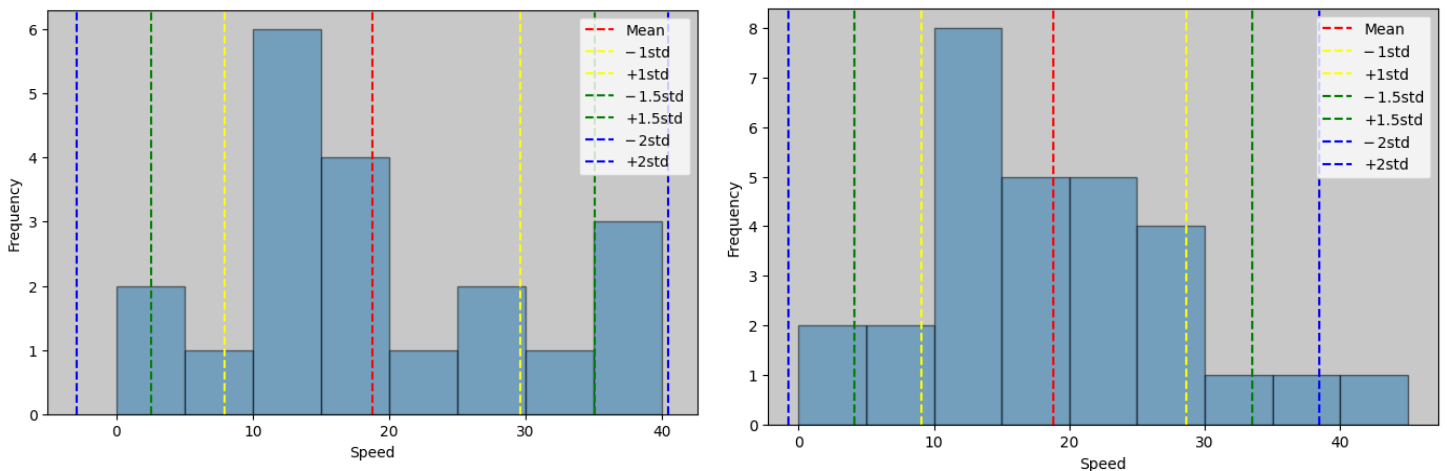 6
5
4
3
2
1
0
Frequency
0 10 20 30 40
Speed
Mean
−1std
+1std
−1.5std
+1.5std
−2std
+2std
8
7
6
5
4
3
2
1
0
Frequency
0 10 20 30 40
Speed
Mean
−1std
+1std
−1.5std
+1.5std
−2std
+2std